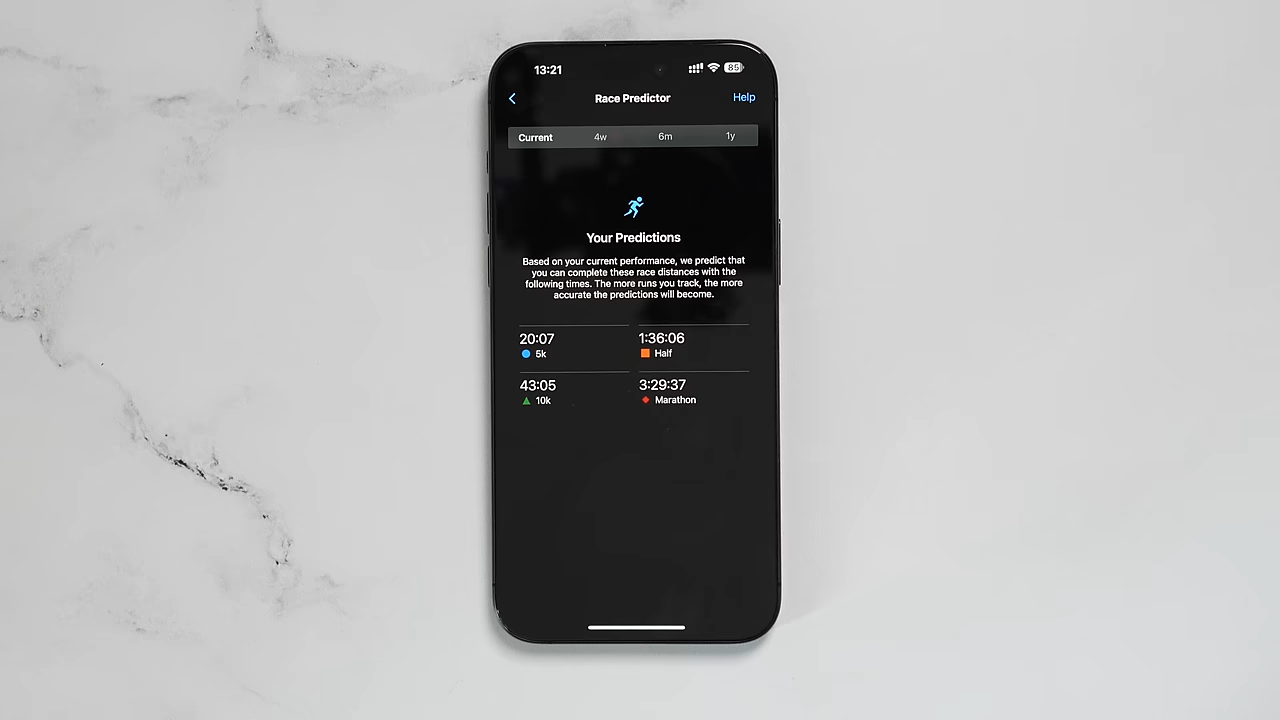 13:21 85
Race Predictor Help
Current 4w 6m 1y
Your Predictions
Based on your current performance, we predict that
you can complete these race distances with the
following times. The more runs you track, the more
accurate the predictions will become.
20:07 1:36:06
5k Half
43:05 3:29:37
10k Marathon